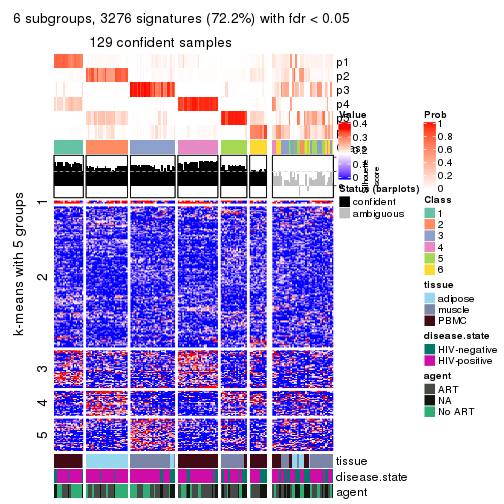 6 subgroups, 3276 signatures (72.2%) with fdr < 0.05
129 confident samples
p1
p2
p3
p4
Value
0.4
0.3
0.2
0.1
0
Status (barplots)
confident
ambiguous
Prob
1
0.8
0.6
0.4
0.2
0
Class
1
2
3
4
5
6
tissue
adipose
muscle
PBMC
disease.state
HIV-negative
HIV-positive
agent
ART
NA
No ART
k-means with 5 groups
1
2
3
4
5
tissue
disease.state
agent